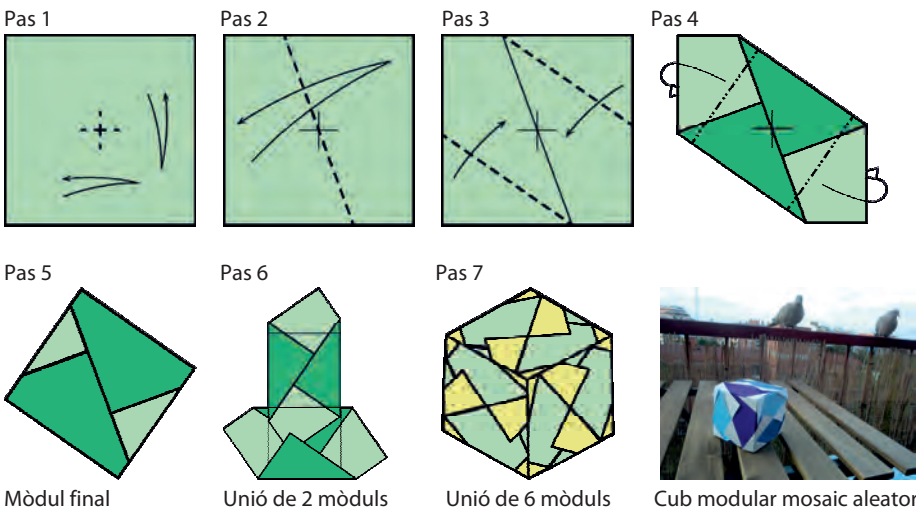 Pas 1
Pas 2
Pas 3
Pas 4
Pas 5
Pas 6
Pas 7
Mòdul final
Unió de 2 mòduls
Unió de 6 mòduls
Cub modular mosaic aleator